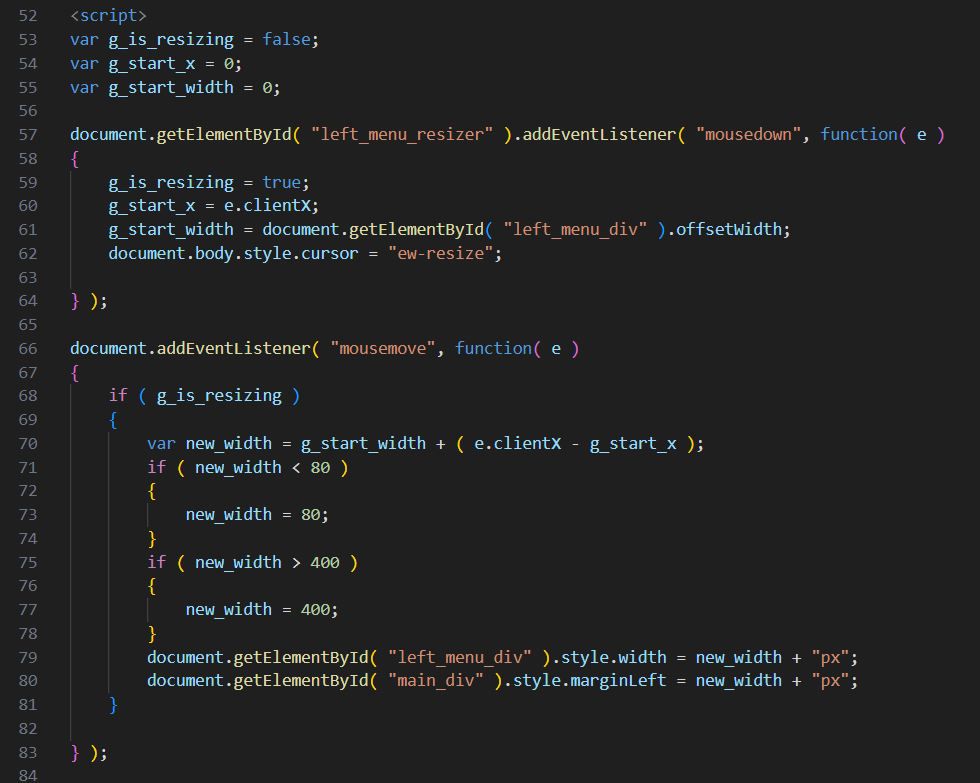 52 <script>
53 var g_is_resizing = false;
54 var g_start_x = 0;
55 var g_start_width = 0;
56
57 document.getElementById( "left_menu_resizer" ).addEventListener( "mousedown", function( e )
58 {
59     g_is_resizing = true;
60     g_start_x = e.clientX;
61     g_start_width = document.getElementById( "left_menu_div" ).offsetWidth;
62     document.body.style.cursor = "ew-resize";
63
64 } );
65
66 document.addEventListener( "mousemove", function( e )
67 {
68     if ( g_is_resizing )
69     {
70         var new_width = g_start_width + ( e.clientX - g_start_x );
71         if ( new_width < 80 )
72         {
73             new_width = 80;
74         }
75         if ( new_width > 400 )
76         {
77             new_width = 400;
78         }
79         document.getElementById( "left_menu_div" ).style.width = new_width + "px";
80         document.getElementById( "main_div" ).style.marginLeft = new_width + "px";
81     }
82
83 } );
84